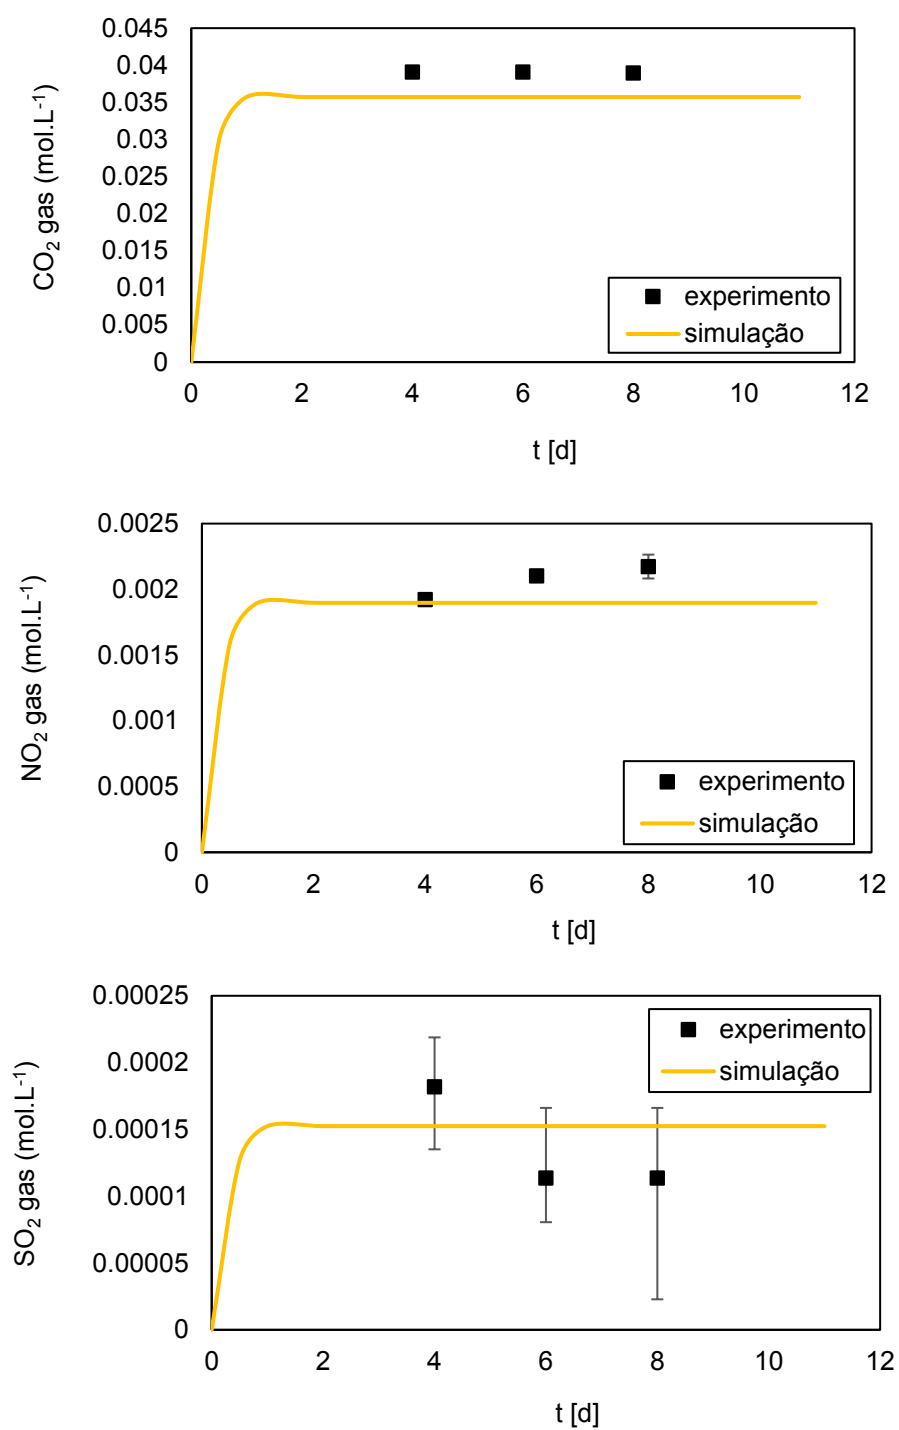 0.045
0.04
0.035
0.03
0.025
0.02
0.015
0.01
0.005
0
CO2 gas (mol.L-1)
experimento
simulação
0 2 4 6 8 10 12
t [d]
0.0025
0.002
0.0015
0.001
0.0005
0
NO2 gas (mol.L-1)
experimento
simulação
0 2 4 6 8 10 12
t [d]
0.00025
0.0002
0.00015
0.0001
0.00005
0
SO2 gas (mol.L-1)
experimento
simulação
0 2 4 6 8 10 12
t [d]